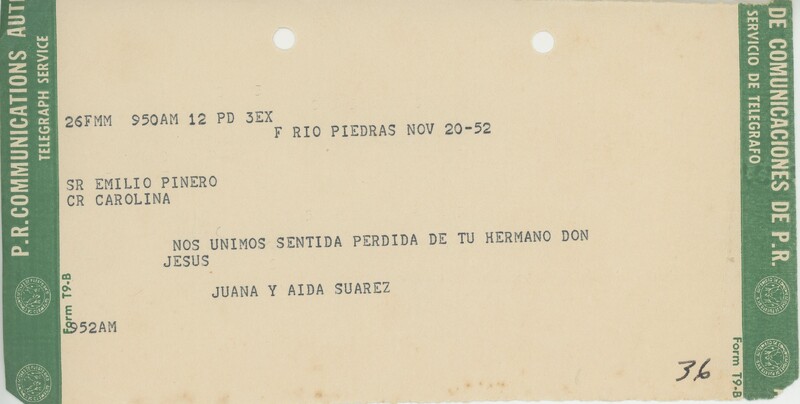 P.R. COMMUNICATIONS AUT
TELEGRAPH SERVICE
Form T9-B
26FMM 950AM 12 PD 3EX
F RIO PIEDRAS NOV 20-52
SR EMILIO PINERO
CR CAROLINA
NOS UNIMOS SENTIDA PERDIDA DE TU HERMANO DON
JESUS
JUANA Y AIDA SUAREZ
952AM
36
DE COMUNICACIONES DE P.R.
SERVICIO DE TELEGRAFO
Form T9-B